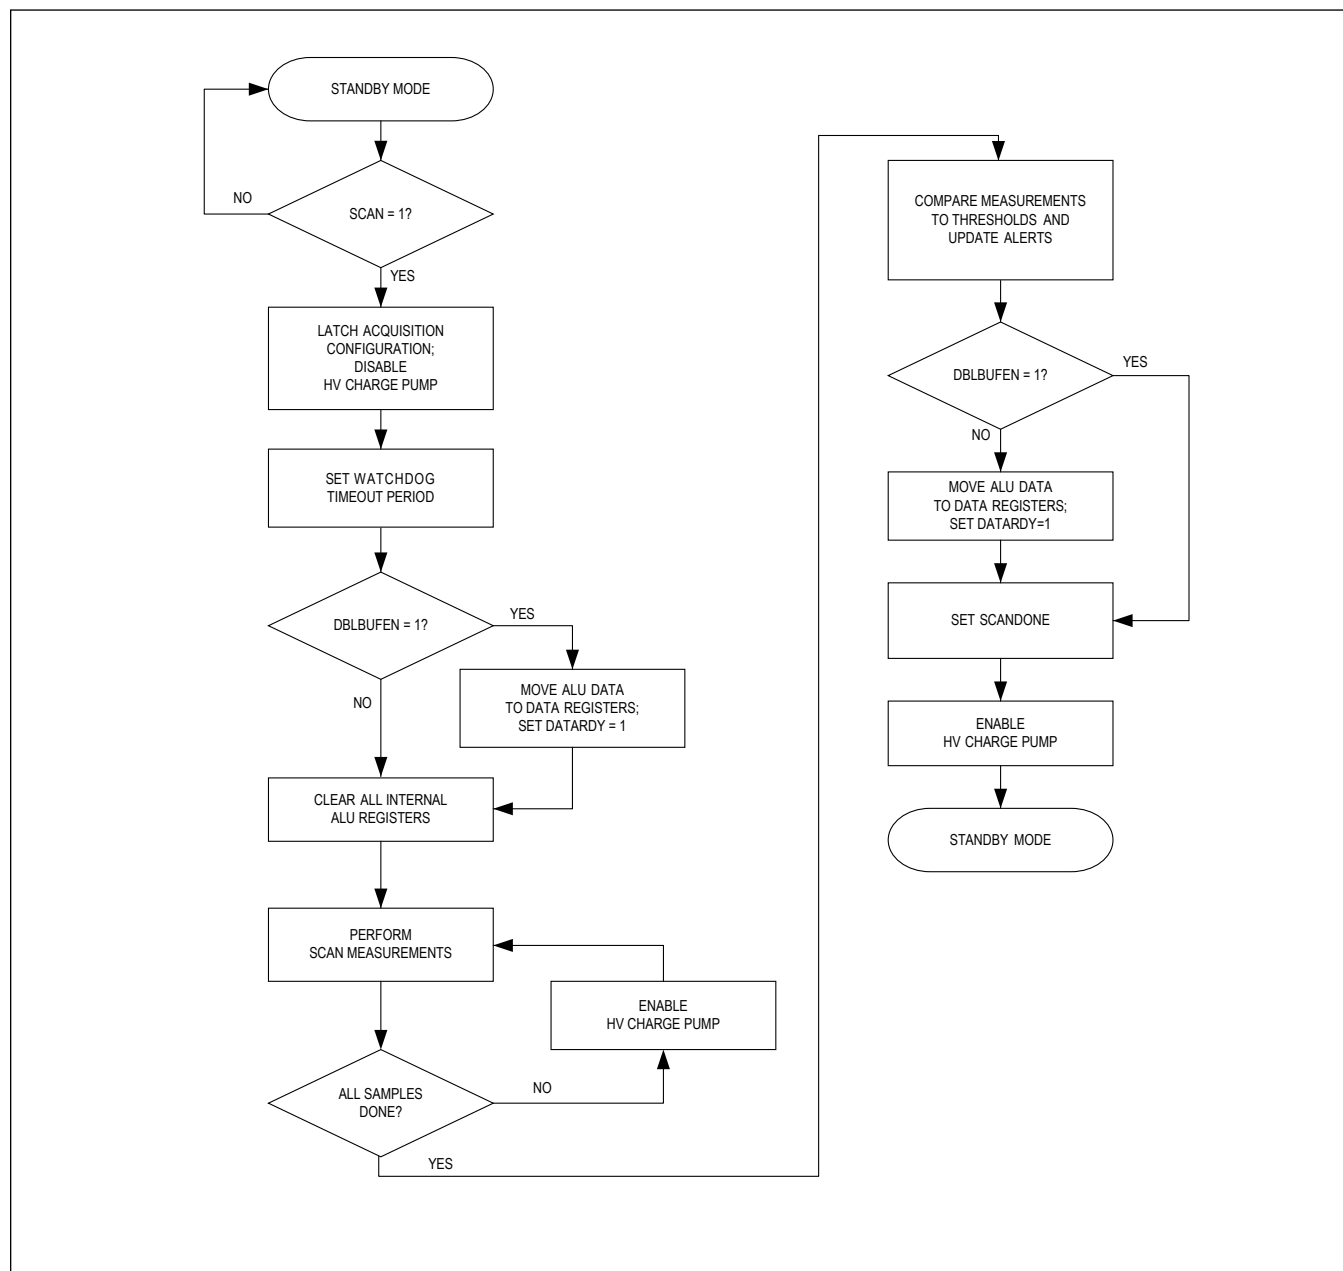 STANDBY MODE
SCAN = 1?
NO
YES
LATCH ACQUISITION
CONFIGURATION;
DISABLE
HV CHARGE PUMP
SET WATCHDOG
TIMEOUT PERIOD
DBLBUFEN = 1?
YES
NO
MOVE ALU DATA
TO DATA REGISTERS;
SET DATARDY = 1
CLEAR ALL INTERNAL
ALU REGISTERS
PERFORM
SCAN MEASUREMENTS
ENABLE
HV CHARGE PUMP
ALL SAMPLES
DONE?
NO
YES
COMPARE MEASUREMENTS
TO THRESHOLDS AND
UPDATE ALERTS
DBLBUFEN = 1?
YES
NO
MOVE ALU DATA
TO DATA REGISTERS;
SET DATARDY=1
SET SCANDONE
ENABLE
HV CHARGE PUMP
STANDBY MODE